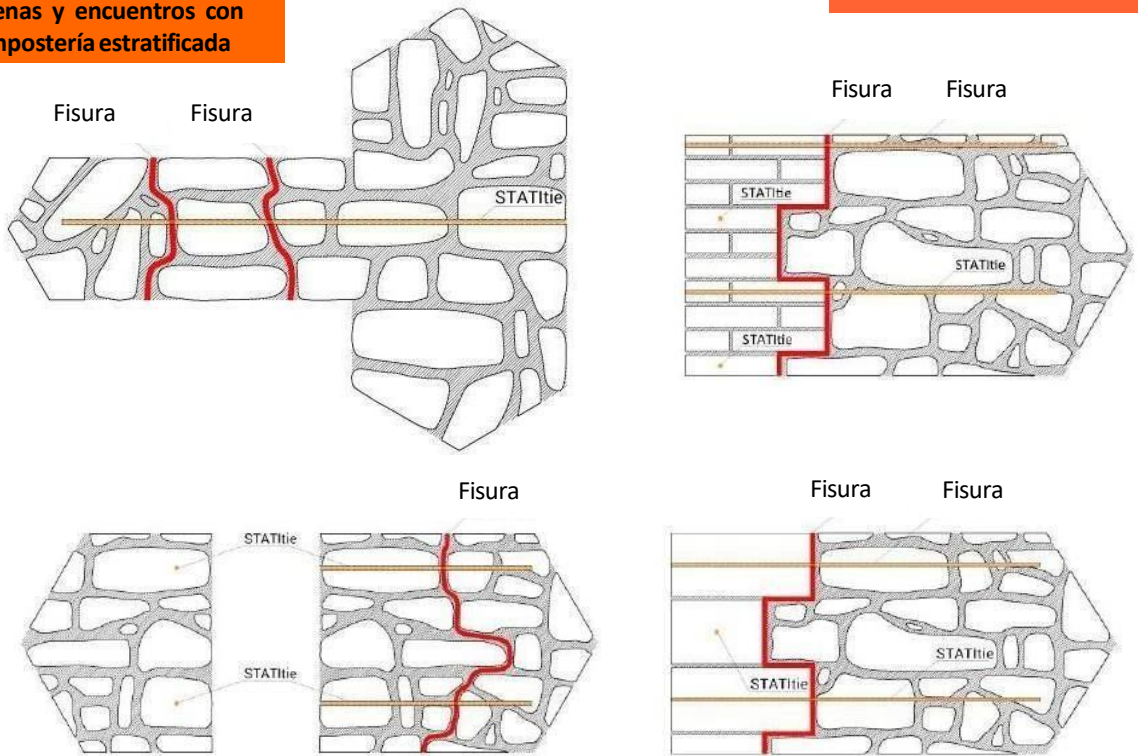 enas y encuentros con
mpostería estratificada
Fisura Fisura
STATItie
Fisura Fisura
STATItie
STATItie
STATItie
Fisura
STATItie
STATItie
Fisura Fisura
STATItie
STATItie